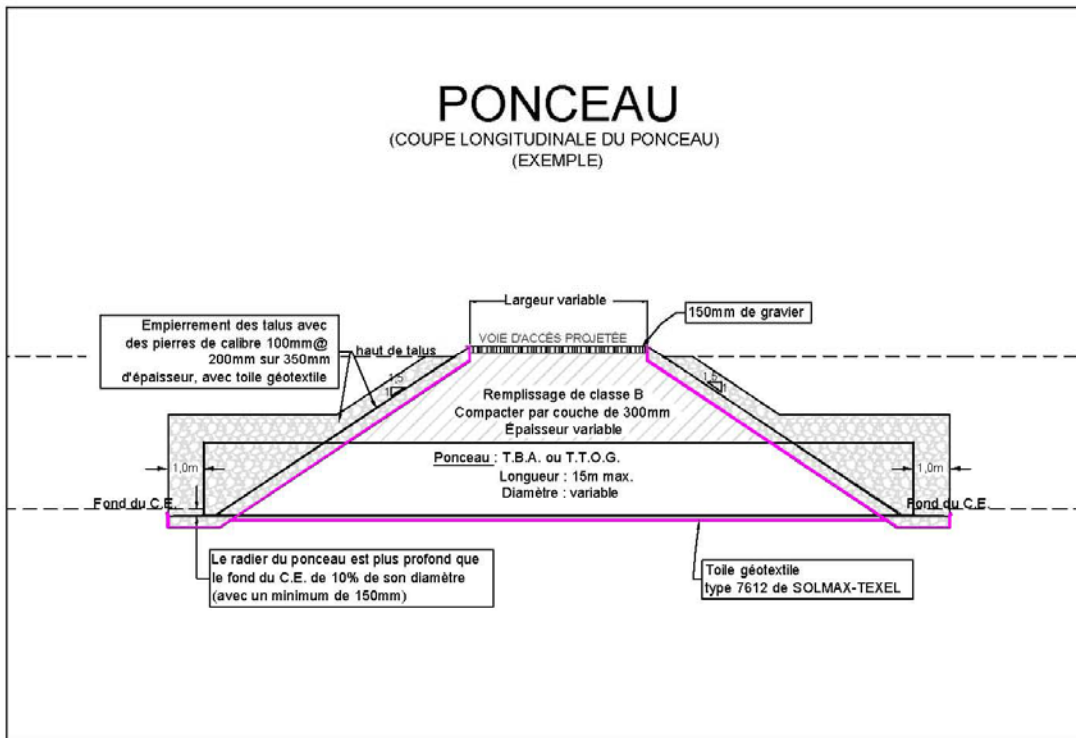 PONCEAU
(COUPE LONGITUDINALE DU PONCEAU)
(EXEMPLE)
Largeur variable
150mm de gravier
VOIE D'ACCÈS PROJETÉE
Empierrement des talus avec
des pierres de calibre 100mm@
200mm sur 350mm
d'épaisseur, avec toile géotextile
haut de talus
1,5
1
1,5
1
Remplissage de classe B
Compacter par couche de 300mm
Épaisseur variable
Ponceau : T.B.A. ou T.T.O.G.
Longueur : 15m max.
Diamètre : variable
1,0m
1,0m
Fond du C.E.
Fond du C.E.
Le radier du ponceau est plus profond que
le fond du C.E. de 10% de son diamètre
(avec un minimum de 150mm)
Toile géotextile
type 7612 de SOLMAX-TEXEL